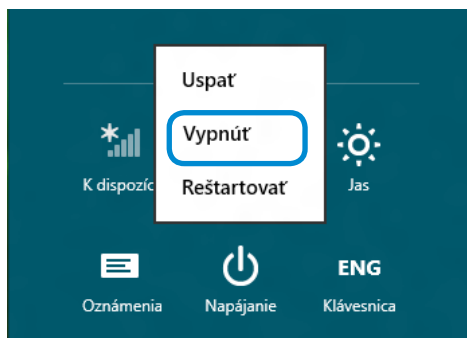 Uspať
Vypnúť
Reštartovať
K dispozíc
Jas
ENG
Oznámenia
Napájanie
Klávesnica